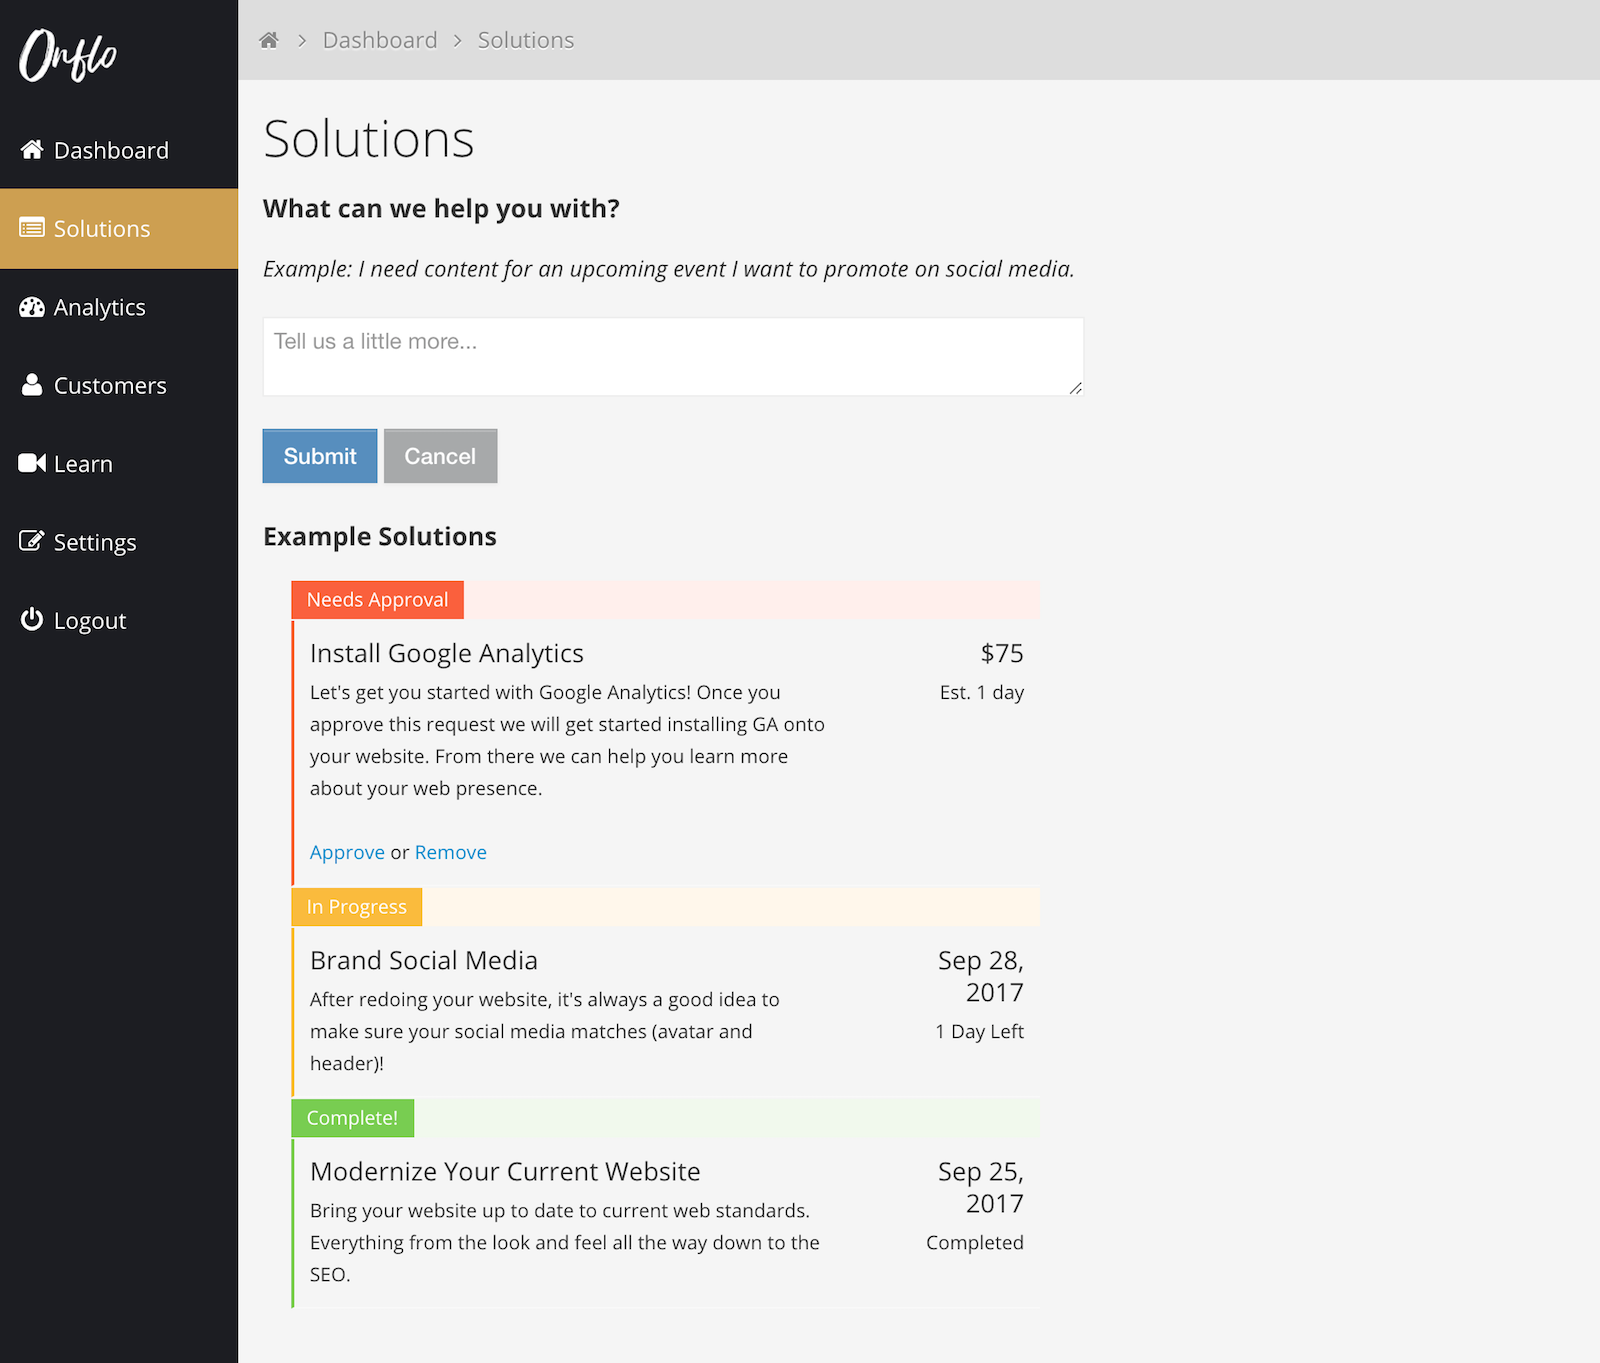 Onflo
Dashboard
Solutions
Analytics
Customers
Learn
Settings
Logout
Dashboard > Solutions
Solutions
What can we help you with?
Example: I need content for an upcoming event I want to promote on social media.
Tell us a little more...
Submit Cancel
Example Solutions
Needs Approval
Install Google Analytics $75
Let's get you started with Google Analytics! Once you Est. 1 day
approve this request we will get started installing GA onto
your website. From there we can help you learn more
about your web presence.
Approve or Remove
In Progress
Brand Social Media Sep 28,
2017
After redoing your website, it's always a good idea to
make sure your social media matches (avatar and 1 Day Left
header)!
Complete!
Modernize Your Current Website Sep 25,
2017
Bring your website up to date to current web standards.
Everything from the look and feel all the way down to the Completed
SEO.